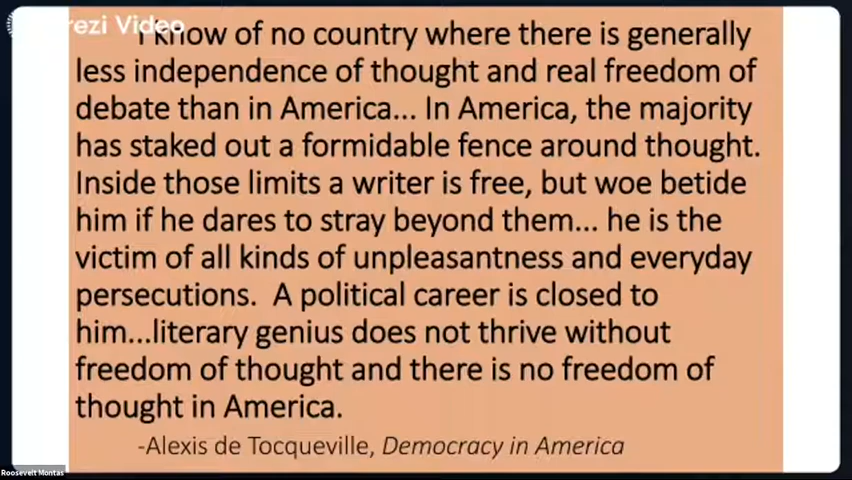 rezi Video
I know of no country where there is generally
less independence of thought and real freedom of
debate than in America... In America, the majority
has staked out a formidable fence around thought.
Inside those limits a writer is free, but woe betide
him if he dares to stray beyond them... he is the
victim of all kinds of unpleasantness and everyday
persecutions. A political career is closed to
him...literary genius does not thrive without
freedom of thought and there is no freedom of
thought in America.
-Alexis de Tocqueville, Democracy in America
Roosevelt Montas